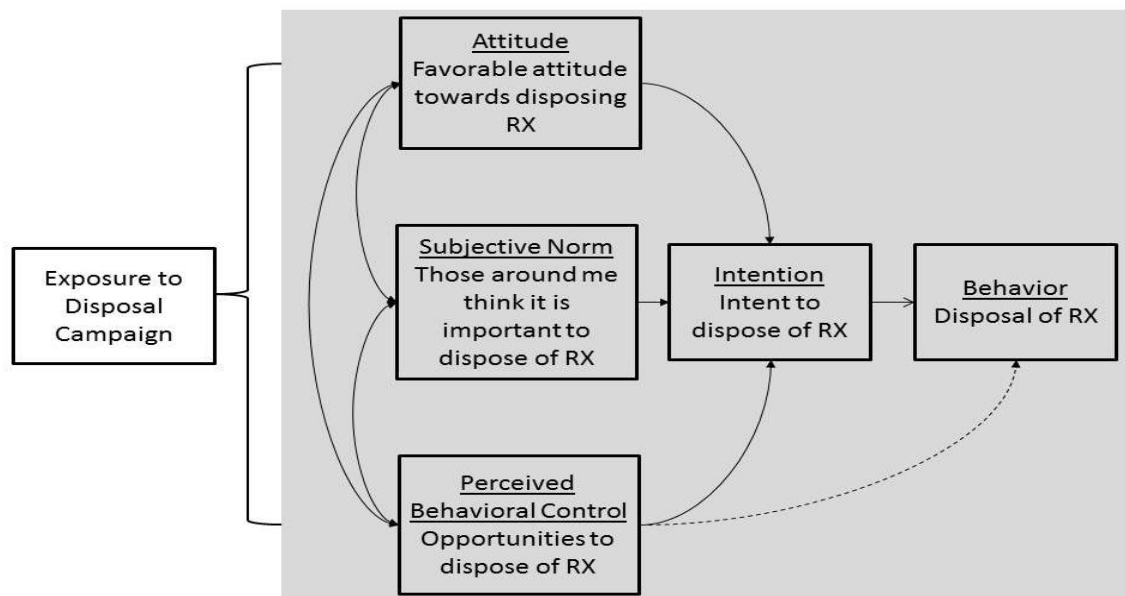 Attitude
Favorable attitude
towards disposing
RX
Exposure to
Disposal
Campaign
Subjective Norm
Those around me
think it is
important to
dispose of RX
Intention
Intent to
dispose of RX
Behavior
Disposal of RX
Perceived
Behavioral Control
Opportunities to
dispose of RX